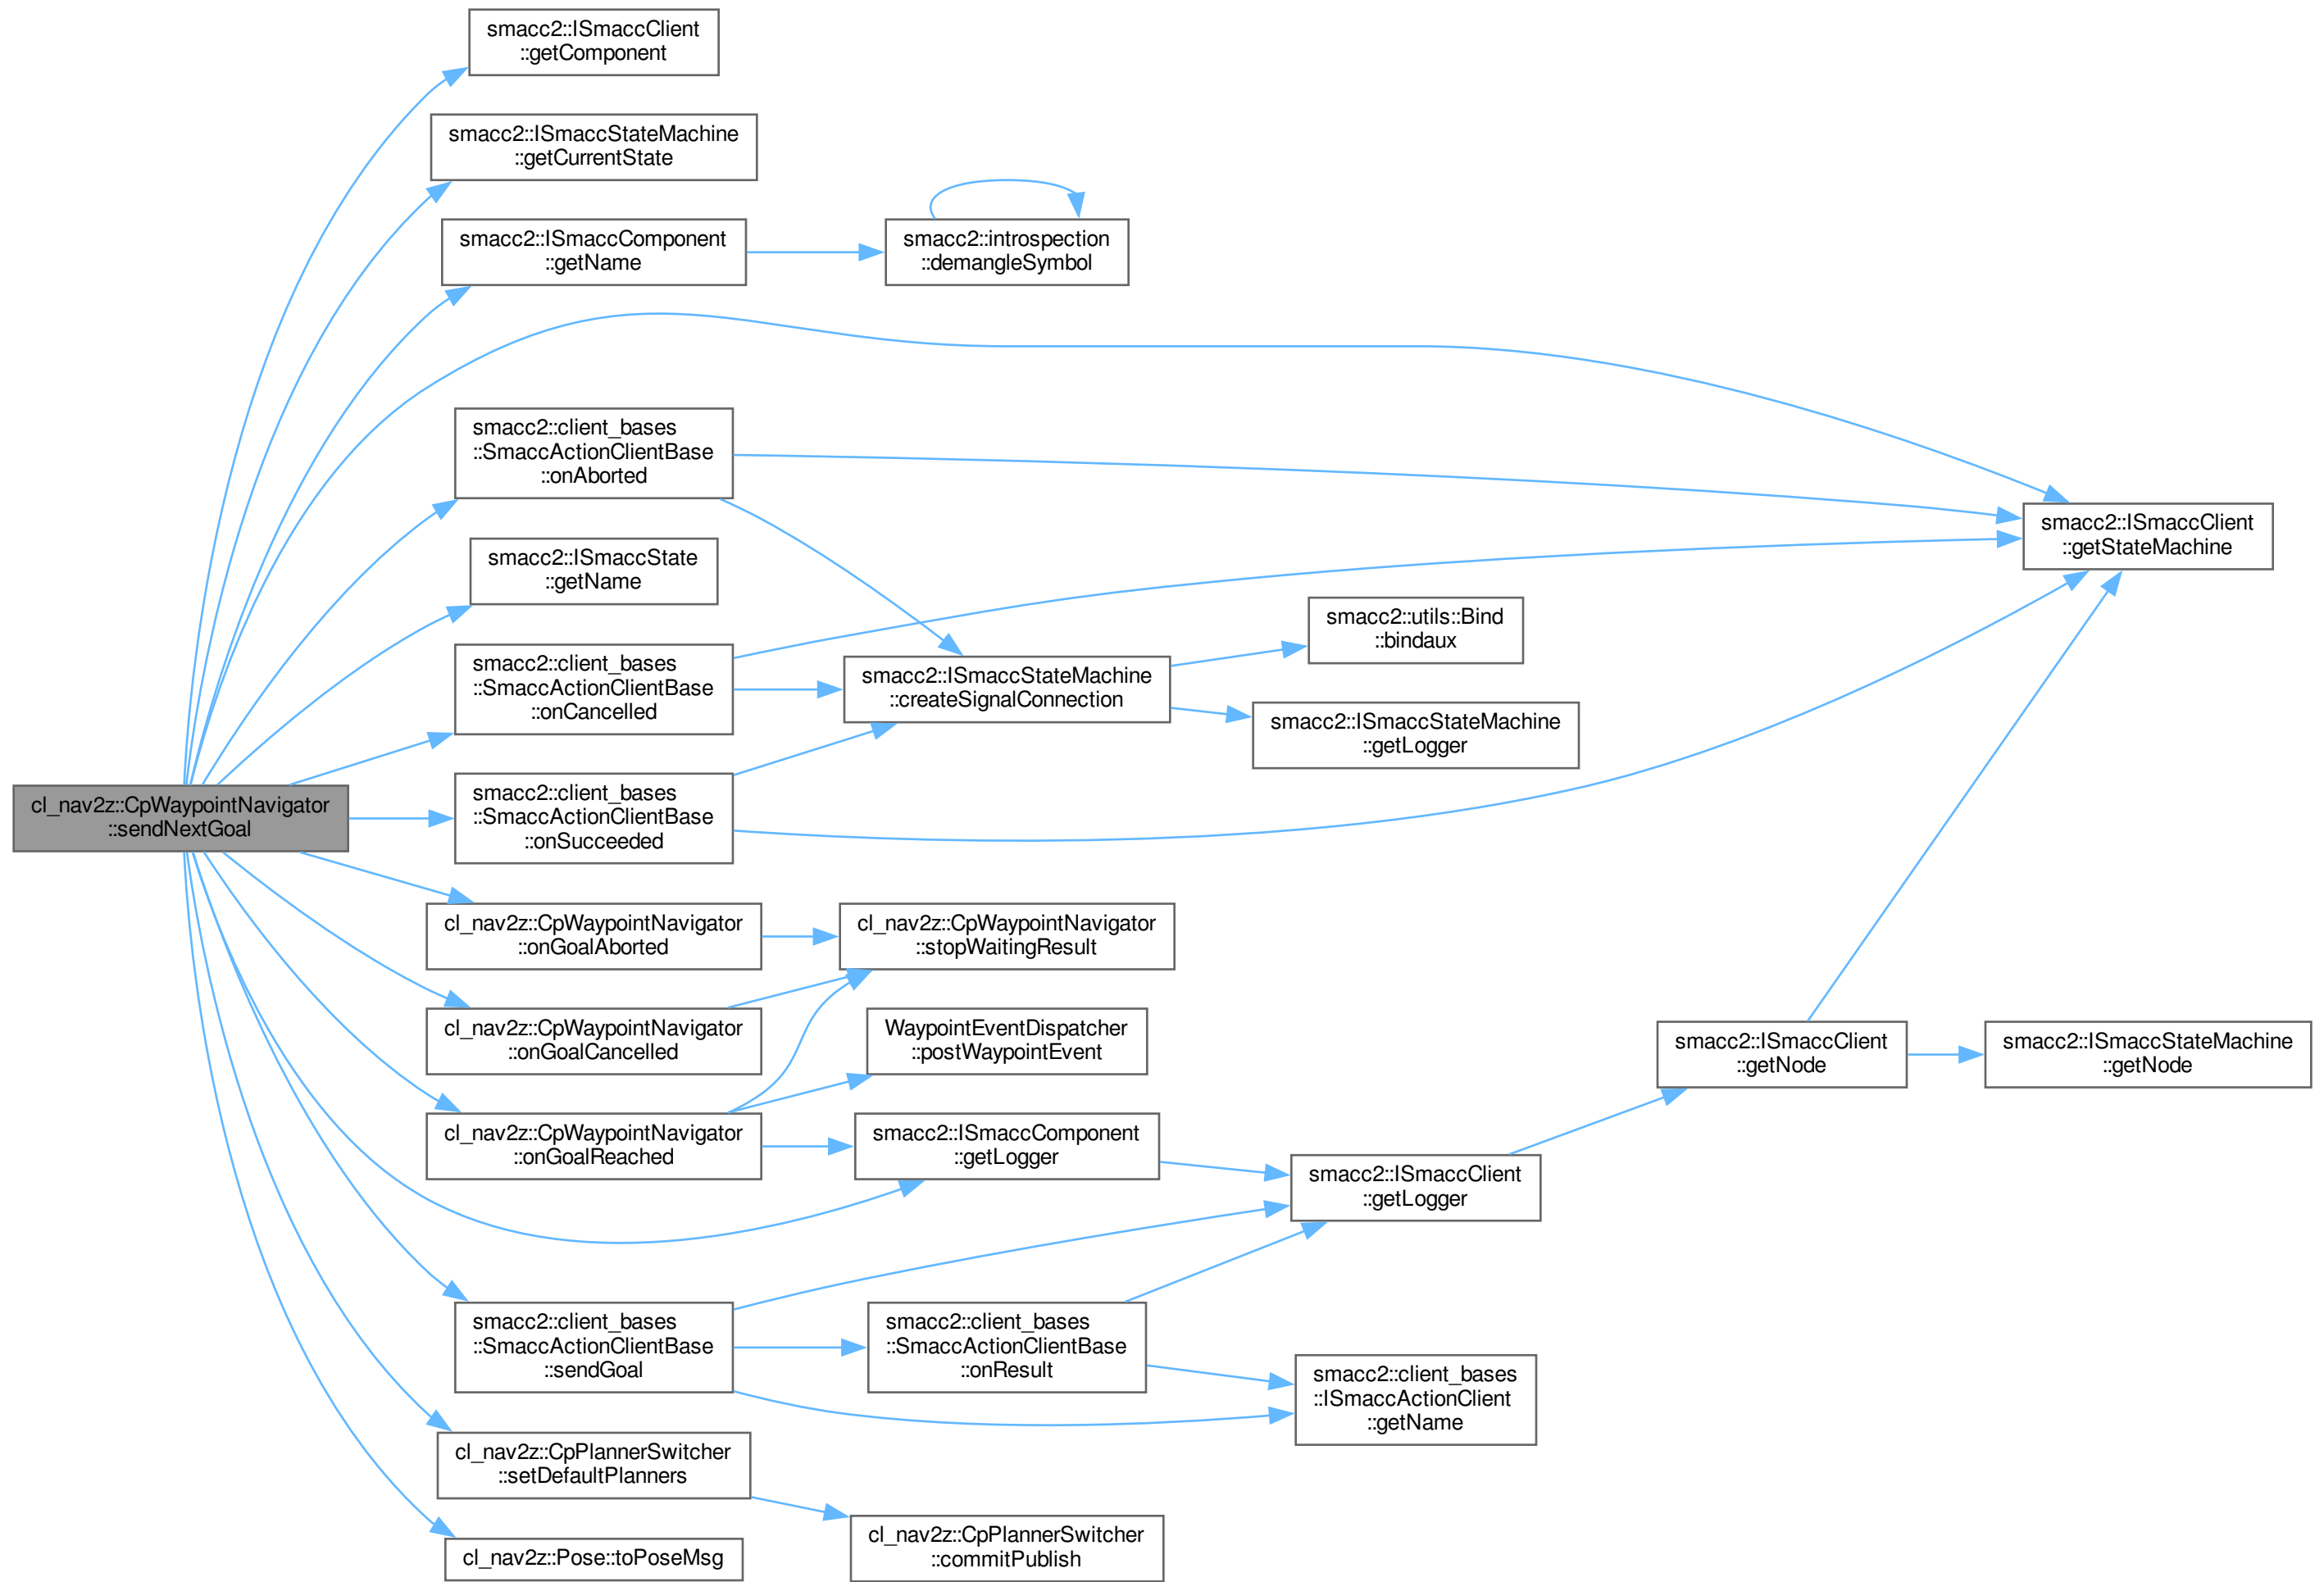 smacc2::ISmaccClient
::getComponent
smacc2::ISmaccStateMachine
::getCurrentState
smacc2::ISmaccComponent
::getName
smacc2::introspection
::demangleSymbol
smacc2::client_bases
::SmaccActionClientBase
::onAborted
smacc2::ISmaccClient
::getStateMachine
smacc2::ISmaccState
::getName
smacc2::utils::Bind
::bindaux
smacc2::client_bases
::SmaccActionClientBase
::onCancelled
smacc2::ISmaccStateMachine
::createSignalConnection
smacc2::ISmaccStateMachine
::getLogger
cl_nav2z::CpWaypointNavigator
::sendNextGoal
smacc2::client_bases
::SmaccActionClientBase
::onSucceeded
cl_nav2z::CpWaypointNavigator
::onGoalAborted
cl_nav2z::CpWaypointNavigator
::stopWaitingResult
cl_nav2z::CpWaypointNavigator
::onGoalCancelled
WaypointEventDispatcher
::postWaypointEvent
smacc2::ISmaccClient
::getNode
smacc2::ISmaccStateMachine
::getNode
cl_nav2z::CpWaypointNavigator
::onGoalReached
smacc2::ISmaccComponent
::getLogger
smacc2::ISmaccClient
::getLogger
smacc2::client_bases
::SmaccActionClientBase
::sendGoal
smacc2::client_bases
::SmaccActionClientBase
::onResult
smacc2::client_bases
::ISmaccActionClient
::getName
cl_nav2z::CpPlannerSwitcher
::setDefaultPlanners
cl_nav2z::CpPlannerSwitcher
::commitPublish
cl_nav2z::Pose::toPoseMsg